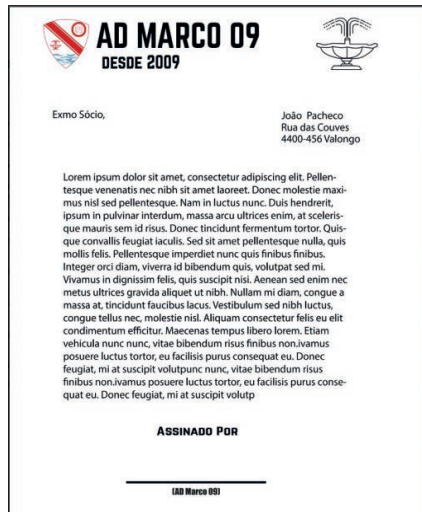 AD MARCO 09
DESDE 2009
Exmo Sócio,
João Pacheco
Rua das Couves
4400-456 Valongo
Lorem ipsum dolor sit amet, consectetur adipiscing elit. Pellen-
tesque venenatis nec nibh sit amet laoreet. Donec molestie maxi-
mus nisl sed pellentesque. Nam in luctus nunc. Duis hendrerit,
ipsum in pulvinar interdum, massa arcu ultrices enim, at sceleris-
que mauris sem id risus. Donec tincidunt fermentum tortor. Quis-
que convallis feugiat iaculis. Sed sit amet pellentesque nulla, quis
mollis felis. Pellentesque imperdiet nunc quis finibus finibus.
Integer orci diam, viverra id bibendum quis, volutpat sed mi.
Vivamus in dignissim felis, quis suscipit nisi. Aenean sed enim nec
metus ultrices gravida aliquet ut nibh. Nullam mi diam, congue a
massa at, tincidunt faucibus lacus. Vestibulum sed nibh luctus,
congue tellus nec, molestie nisl. Aliquam consectetur felis eu elit
condimentum efficitur. Maecenas tempus libero lorem. Etiam
vehicula nunc nunc, vitae bibendum risus finibus non.ivamus
posuere luctus tortor, eu facilisis purus consequat eu. Donec
feugiat, mi at suscipit volutpunc nunc, vitae bibendum risus
finibus non.ivamus posuere luctus tortor, eu facilisis purus conse-
quat eu. Donec feugiat, mi at suscipit volutp
ASSINADO POR
(AD Marco 09)